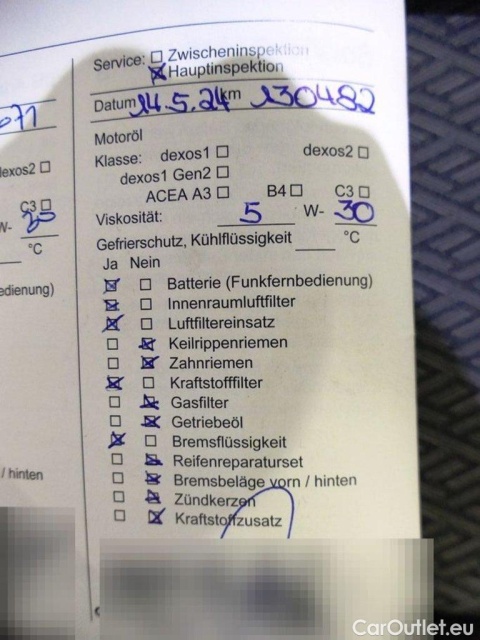 Service: ☐ Zwischeninspektion
☒ Hauptinspektion
Datum 14.5.24 km 130482
Motoröl
Klasse: dexos1 ☐ dexos2 ☐
dexos1 Gen2 ☐
ACEA A3 ☐ B4 ☐ C3 ☐
Viskosität: 5 W- 30
Gefrierschutz, Kühlflüssigkeit ____ °C
Ja Nein
☒ ☐ Batterie (Funkfernbedienung)
☒ ☐ Innenraumluftfilter
☒ ☐ Luftfiltereinsatz
☐ ☒ Keilrippenriemen
☐ ☒ Zahnriemen
☒ ☐ Kraftstofffilter
☐ ☒ Gasfilter
☐ ☒ Getriebeöl
☒ ☐ Bremsflüssigkeit
☐ ☒ Reifenreparaturset
☐ ☒ Bremsbeläge vorn / hinten
☐ ☒ Zündkerzen
☐ ☒ Kraftstoffzusatz
dexos2 ☐
C3 ☐
W-
°C
edienung)
/ hinten
CarOutlet.eu